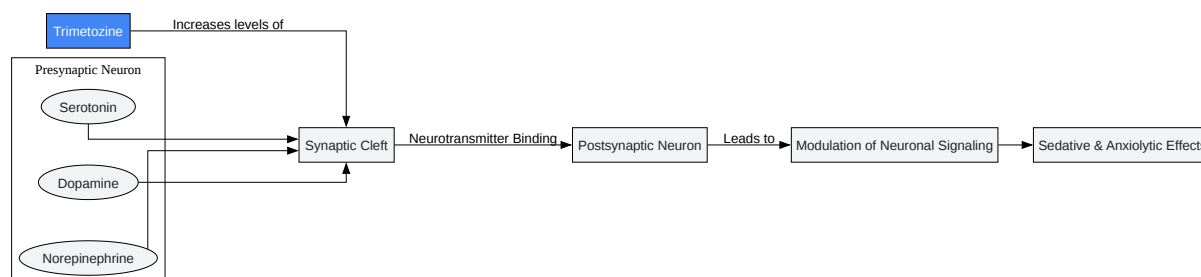 Trimetozine
Increases levels of
Presynaptic Neuron
Serotonin
Dopamine
Norepinephrine
Synaptic Cleft
Neurotransmitter Binding
Postsynaptic Neuron
Leads to
Modulation of Neuronal Signaling
Sedative & Anxiolytic Effects